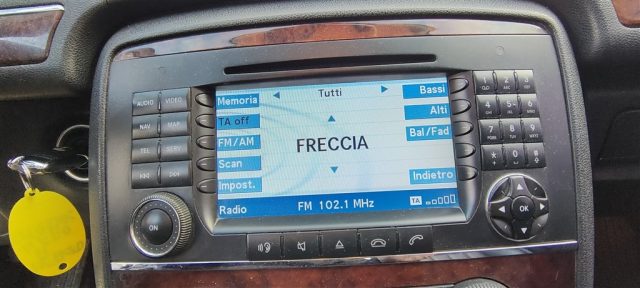 Memoria
Tutti
Bassi
TA off
Alti
FM/AM
FRECCIA
Bal/Fad
Scan
Impost.
Indietro
Radio FM 102.1 MHz TA
AUDIO VIDEO
NAV MAP
TEL SERV
ON
OK